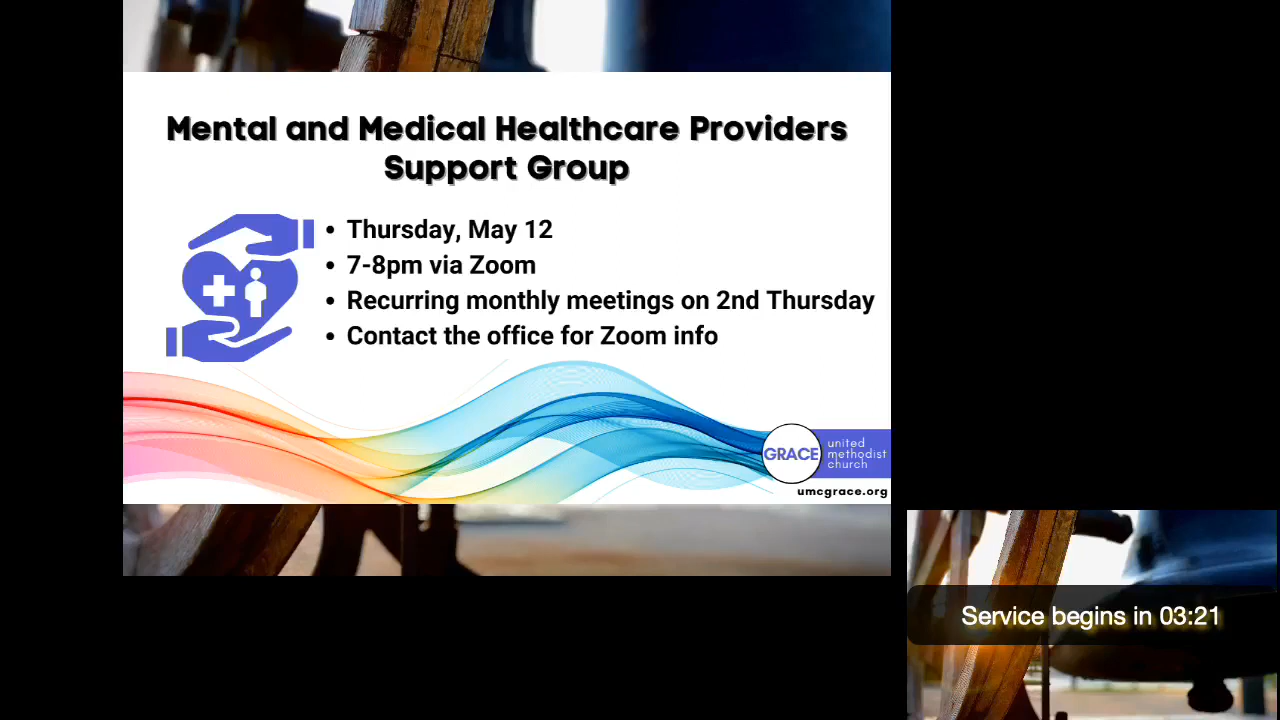 Mental and Medical Healthcare Providers
Support Group
• Thursday, May 12
• 7-8pm via Zoom
• Recurring monthly meetings on 2nd Thursday
• Contact the office for Zoom info
GRACE
united
methodist
church
umcgrace.org
Service begins in 03:21